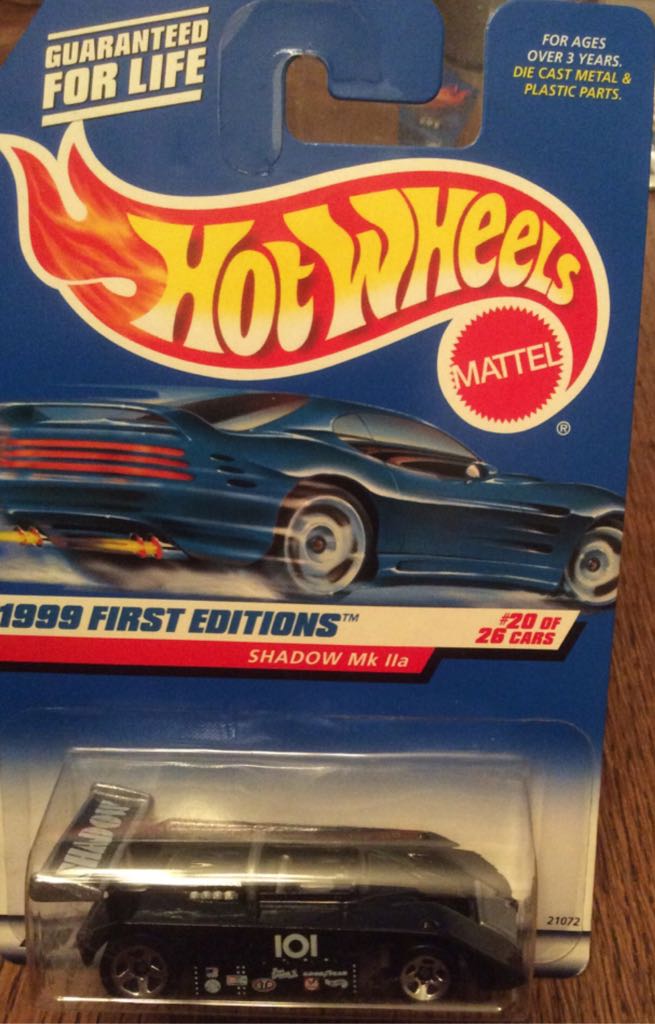 GUARANTEED
FOR LIFE
FOR AGES
OVER 3 YEARS.
DIE CAST METAL &
PLASTIC PARTS.
HOT WHEELS
MATTEL
®
1999 FIRST EDITIONS™
#20 OF
26 CARS
SHADOW Mk IIa
SHADOW
21072
101
STP
GOODYEAR